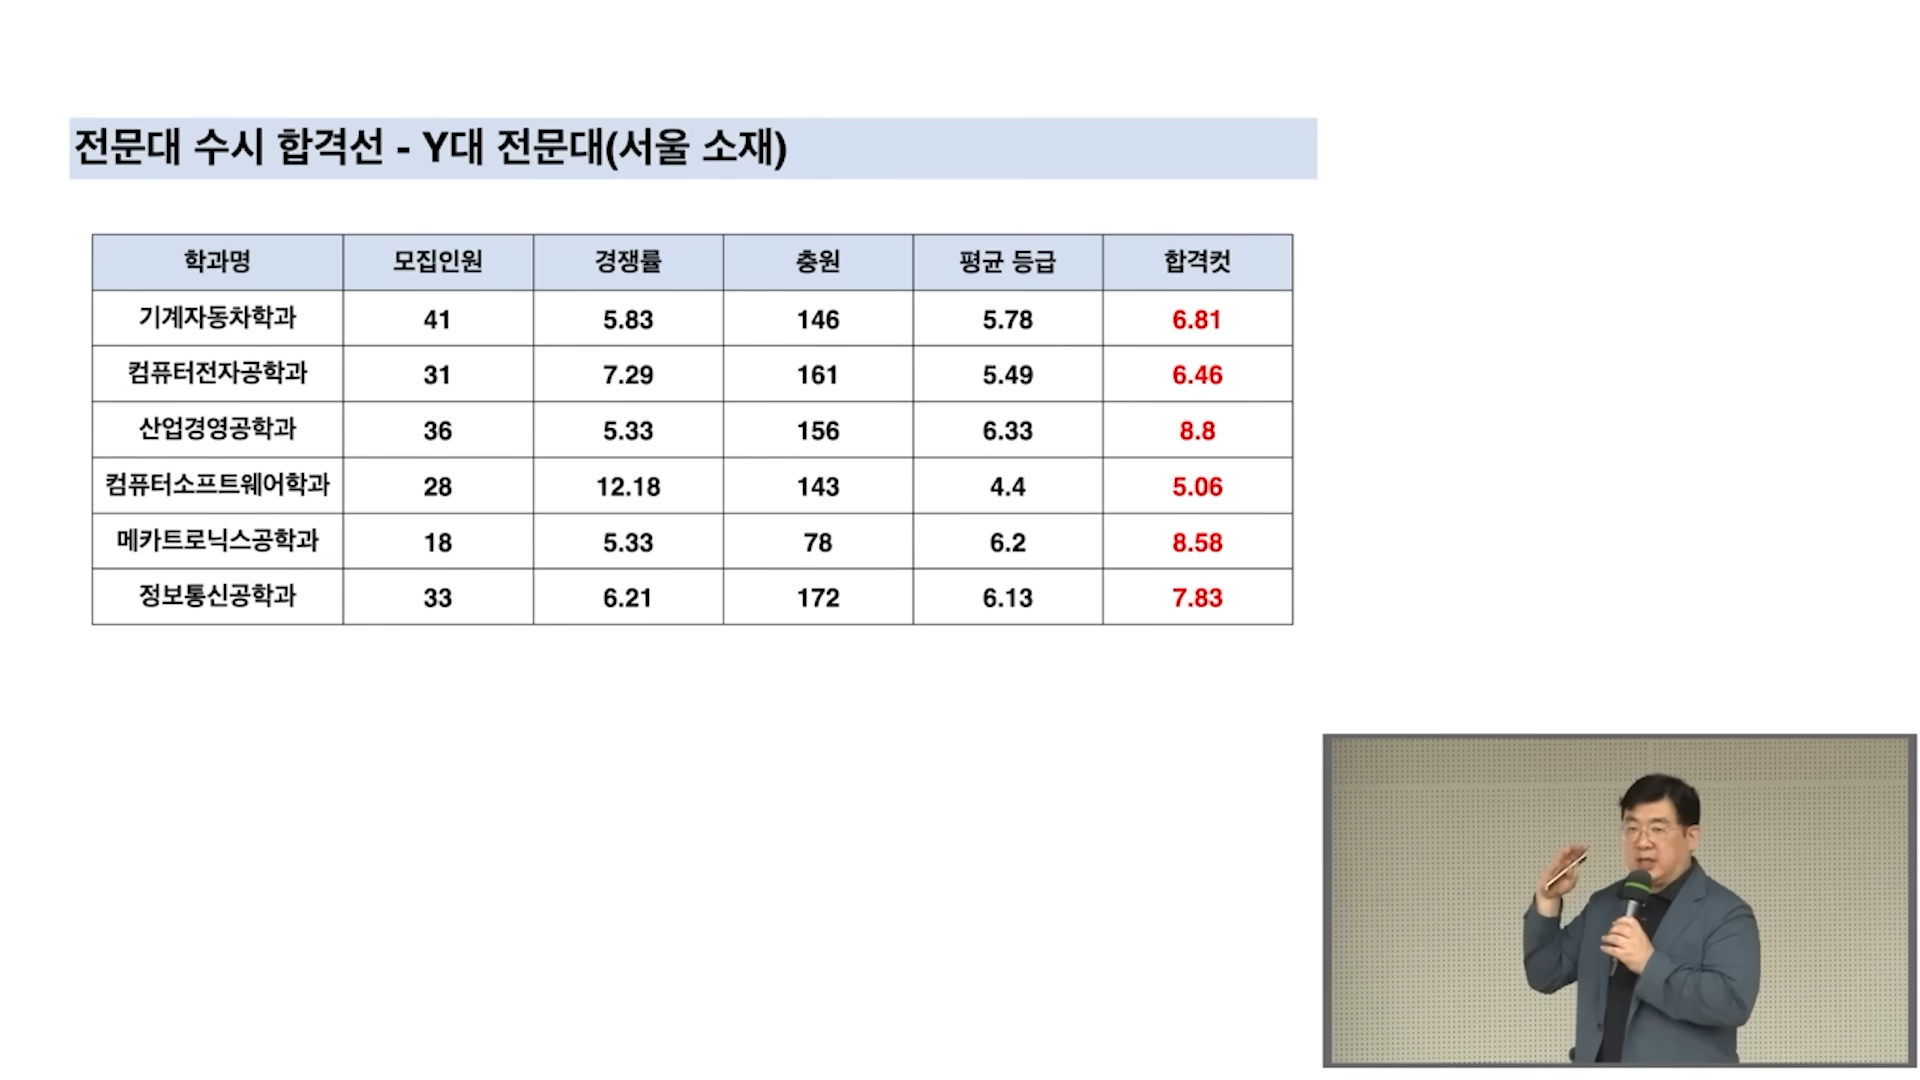 전문대 수시 합격선 - Y대 전문대(서울 소재)
학과명 모집인원 경쟁률 충원 평균 등급 합격컷
기계자동차학과 41 5.83 146 5.78 6.81
컴퓨터전자공학과 31 7.29 161 5.49 6.46
산업경영공학과 36 5.33 156 6.33 8.8
컴퓨터소프트웨어학과 28 12.18 143 4.4 5.06
메카트로닉스공학과 18 5.33 78 6.2 8.58
정보통신공학과 33 6.21 172 6.13 7.83